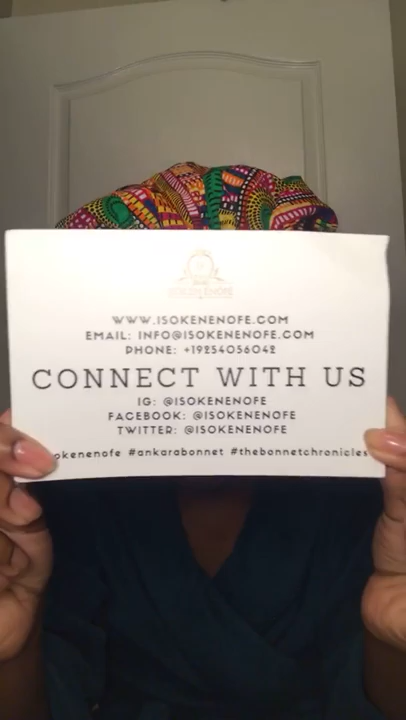 WWW.ISOKENENOFE.COM
EMAIL: INFO@ISOKENENOFE.COM
PHONE: +19254056042
CONNECT WITH US
IG: @ISOKENENOFE
FACEBOOK: @ISOKENENOFE
TWITTER: @ISOKENENOFE
okenenofe #ankarabonnet #thebonnetchronicles